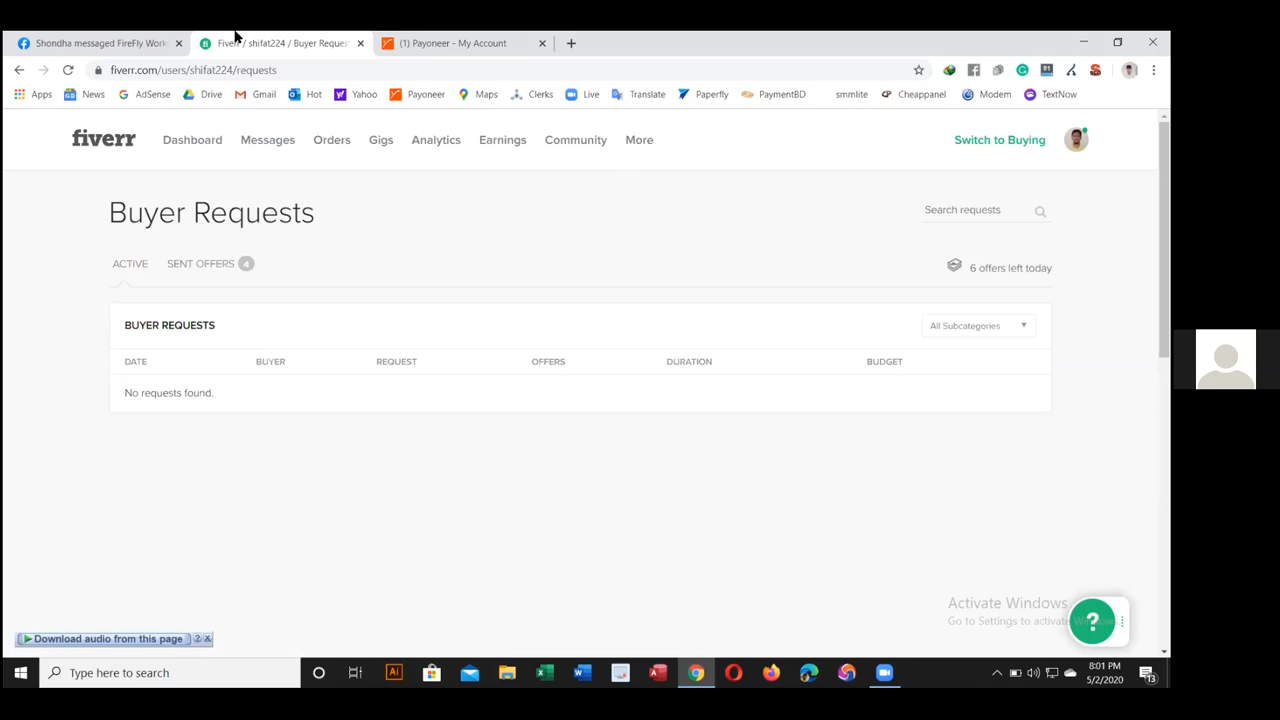 Shondha messaged FireFly Work
Fiverr / shifat224 / Buyer Reques
(1) Payoneer - My Account
fiverr.com/users/shifat224/requests
Apps News AdSense Drive Gmail Hot Yahoo Payoneer Maps Clerks Live Translate Paperfly PaymentBD smmlite Cheappanel Modem TextNow
fiverr Dashboard Messages Orders Gigs Analytics Earnings Community More Switch to Buying
Buyer Requests
Search requests
ACTIVE SENT OFFERS 4
6 offers left today
BUYER REQUESTS
All Subcategories
DATE BUYER REQUEST OFFERS DURATION BUDGET
No requests found.
Activate Windows
Go to Settings to activate Windows.
?
Download audio from this page ? X
Type here to search
8:01 PM
5/2/2020
13